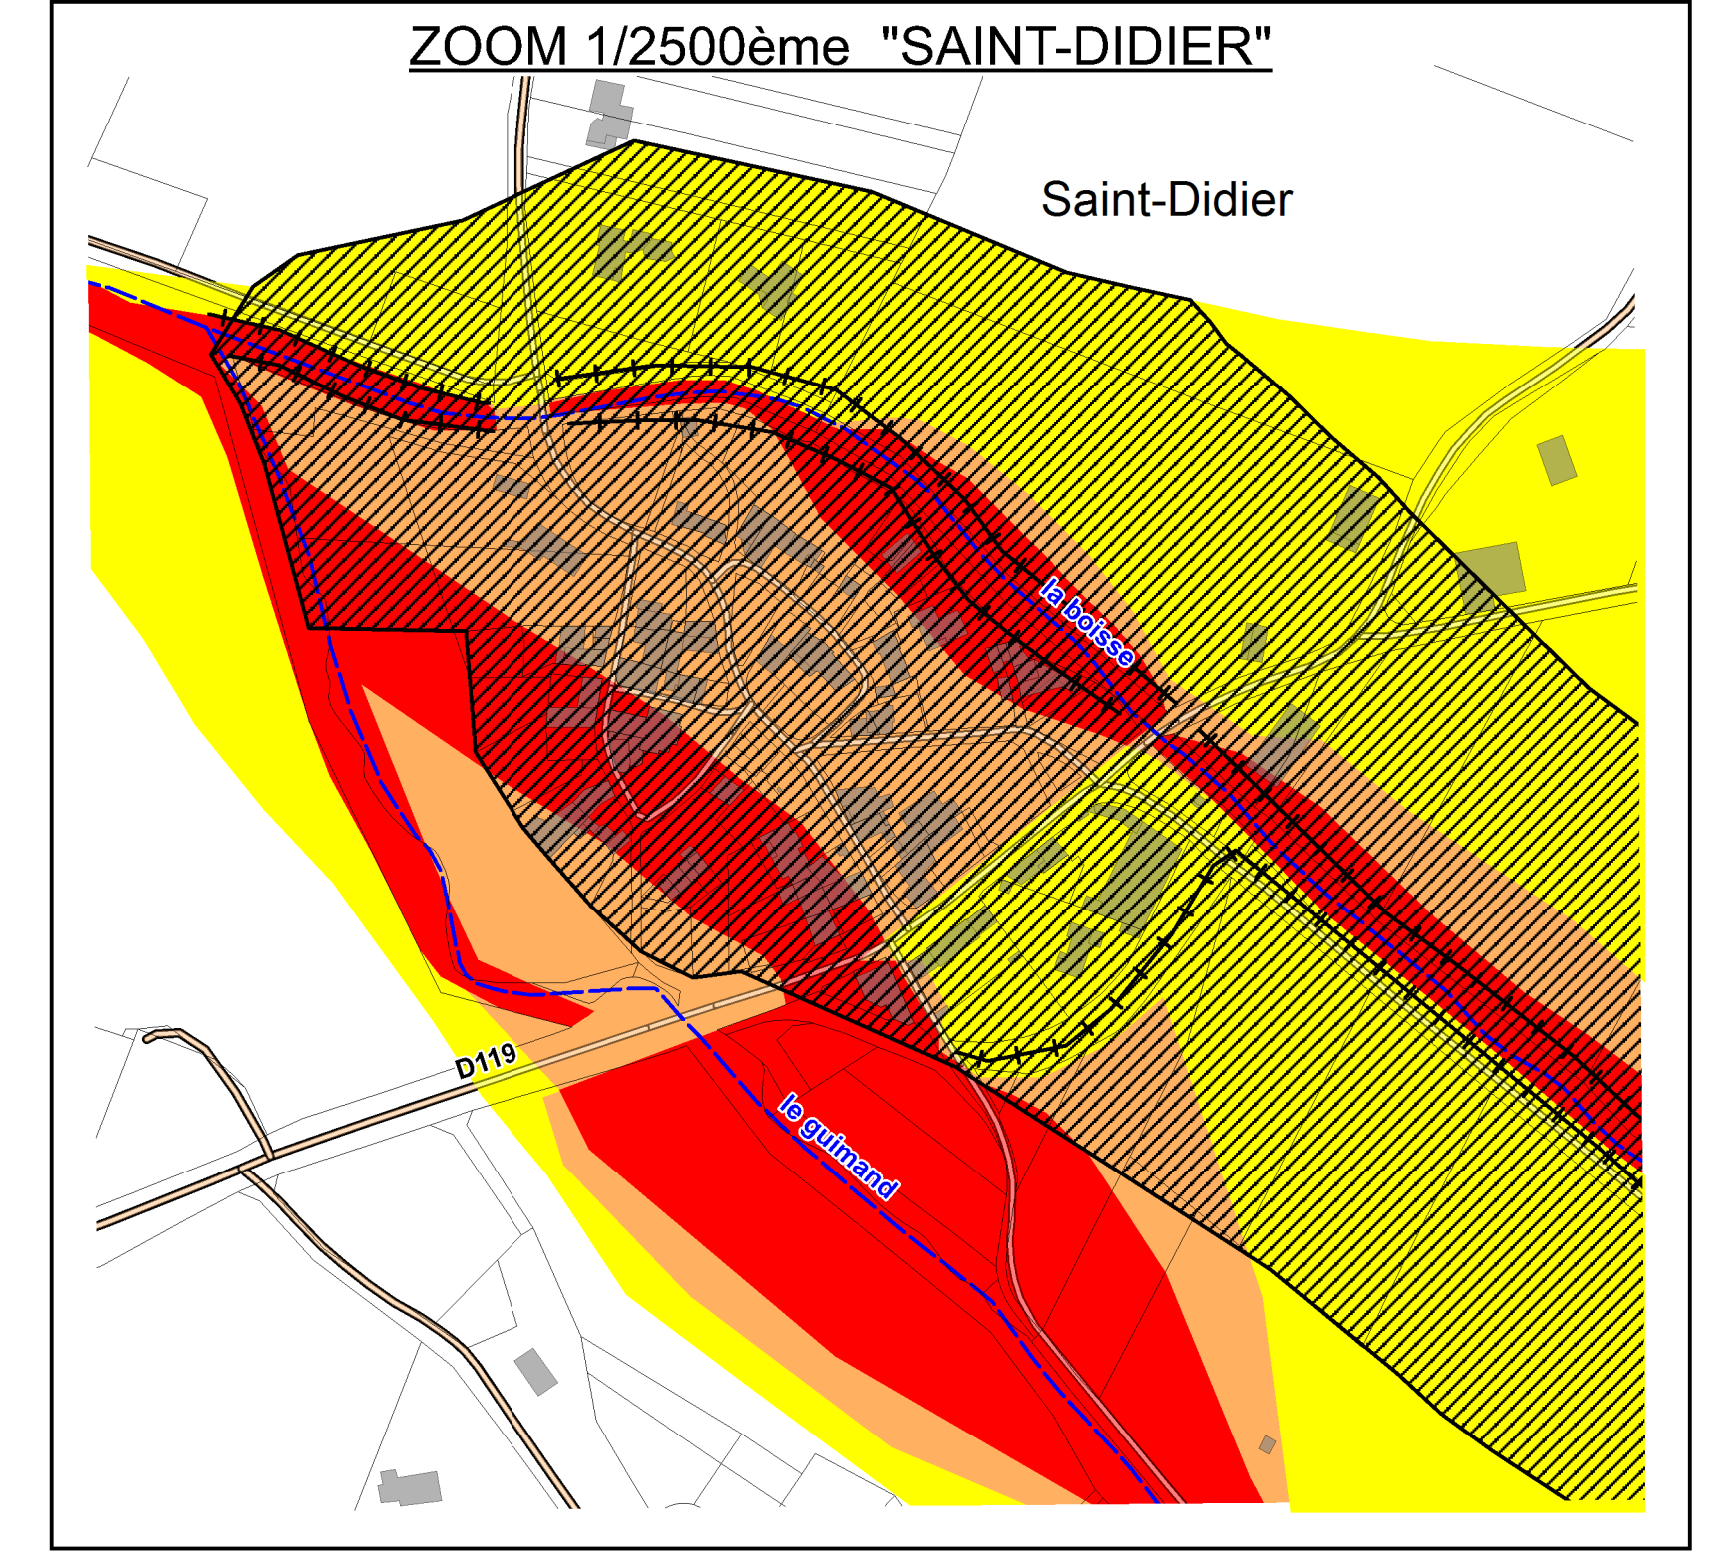 ZOOM 1/2500ème "SAINT-DIDIER"
Saint-Didier
la boisse
D119
le guimand